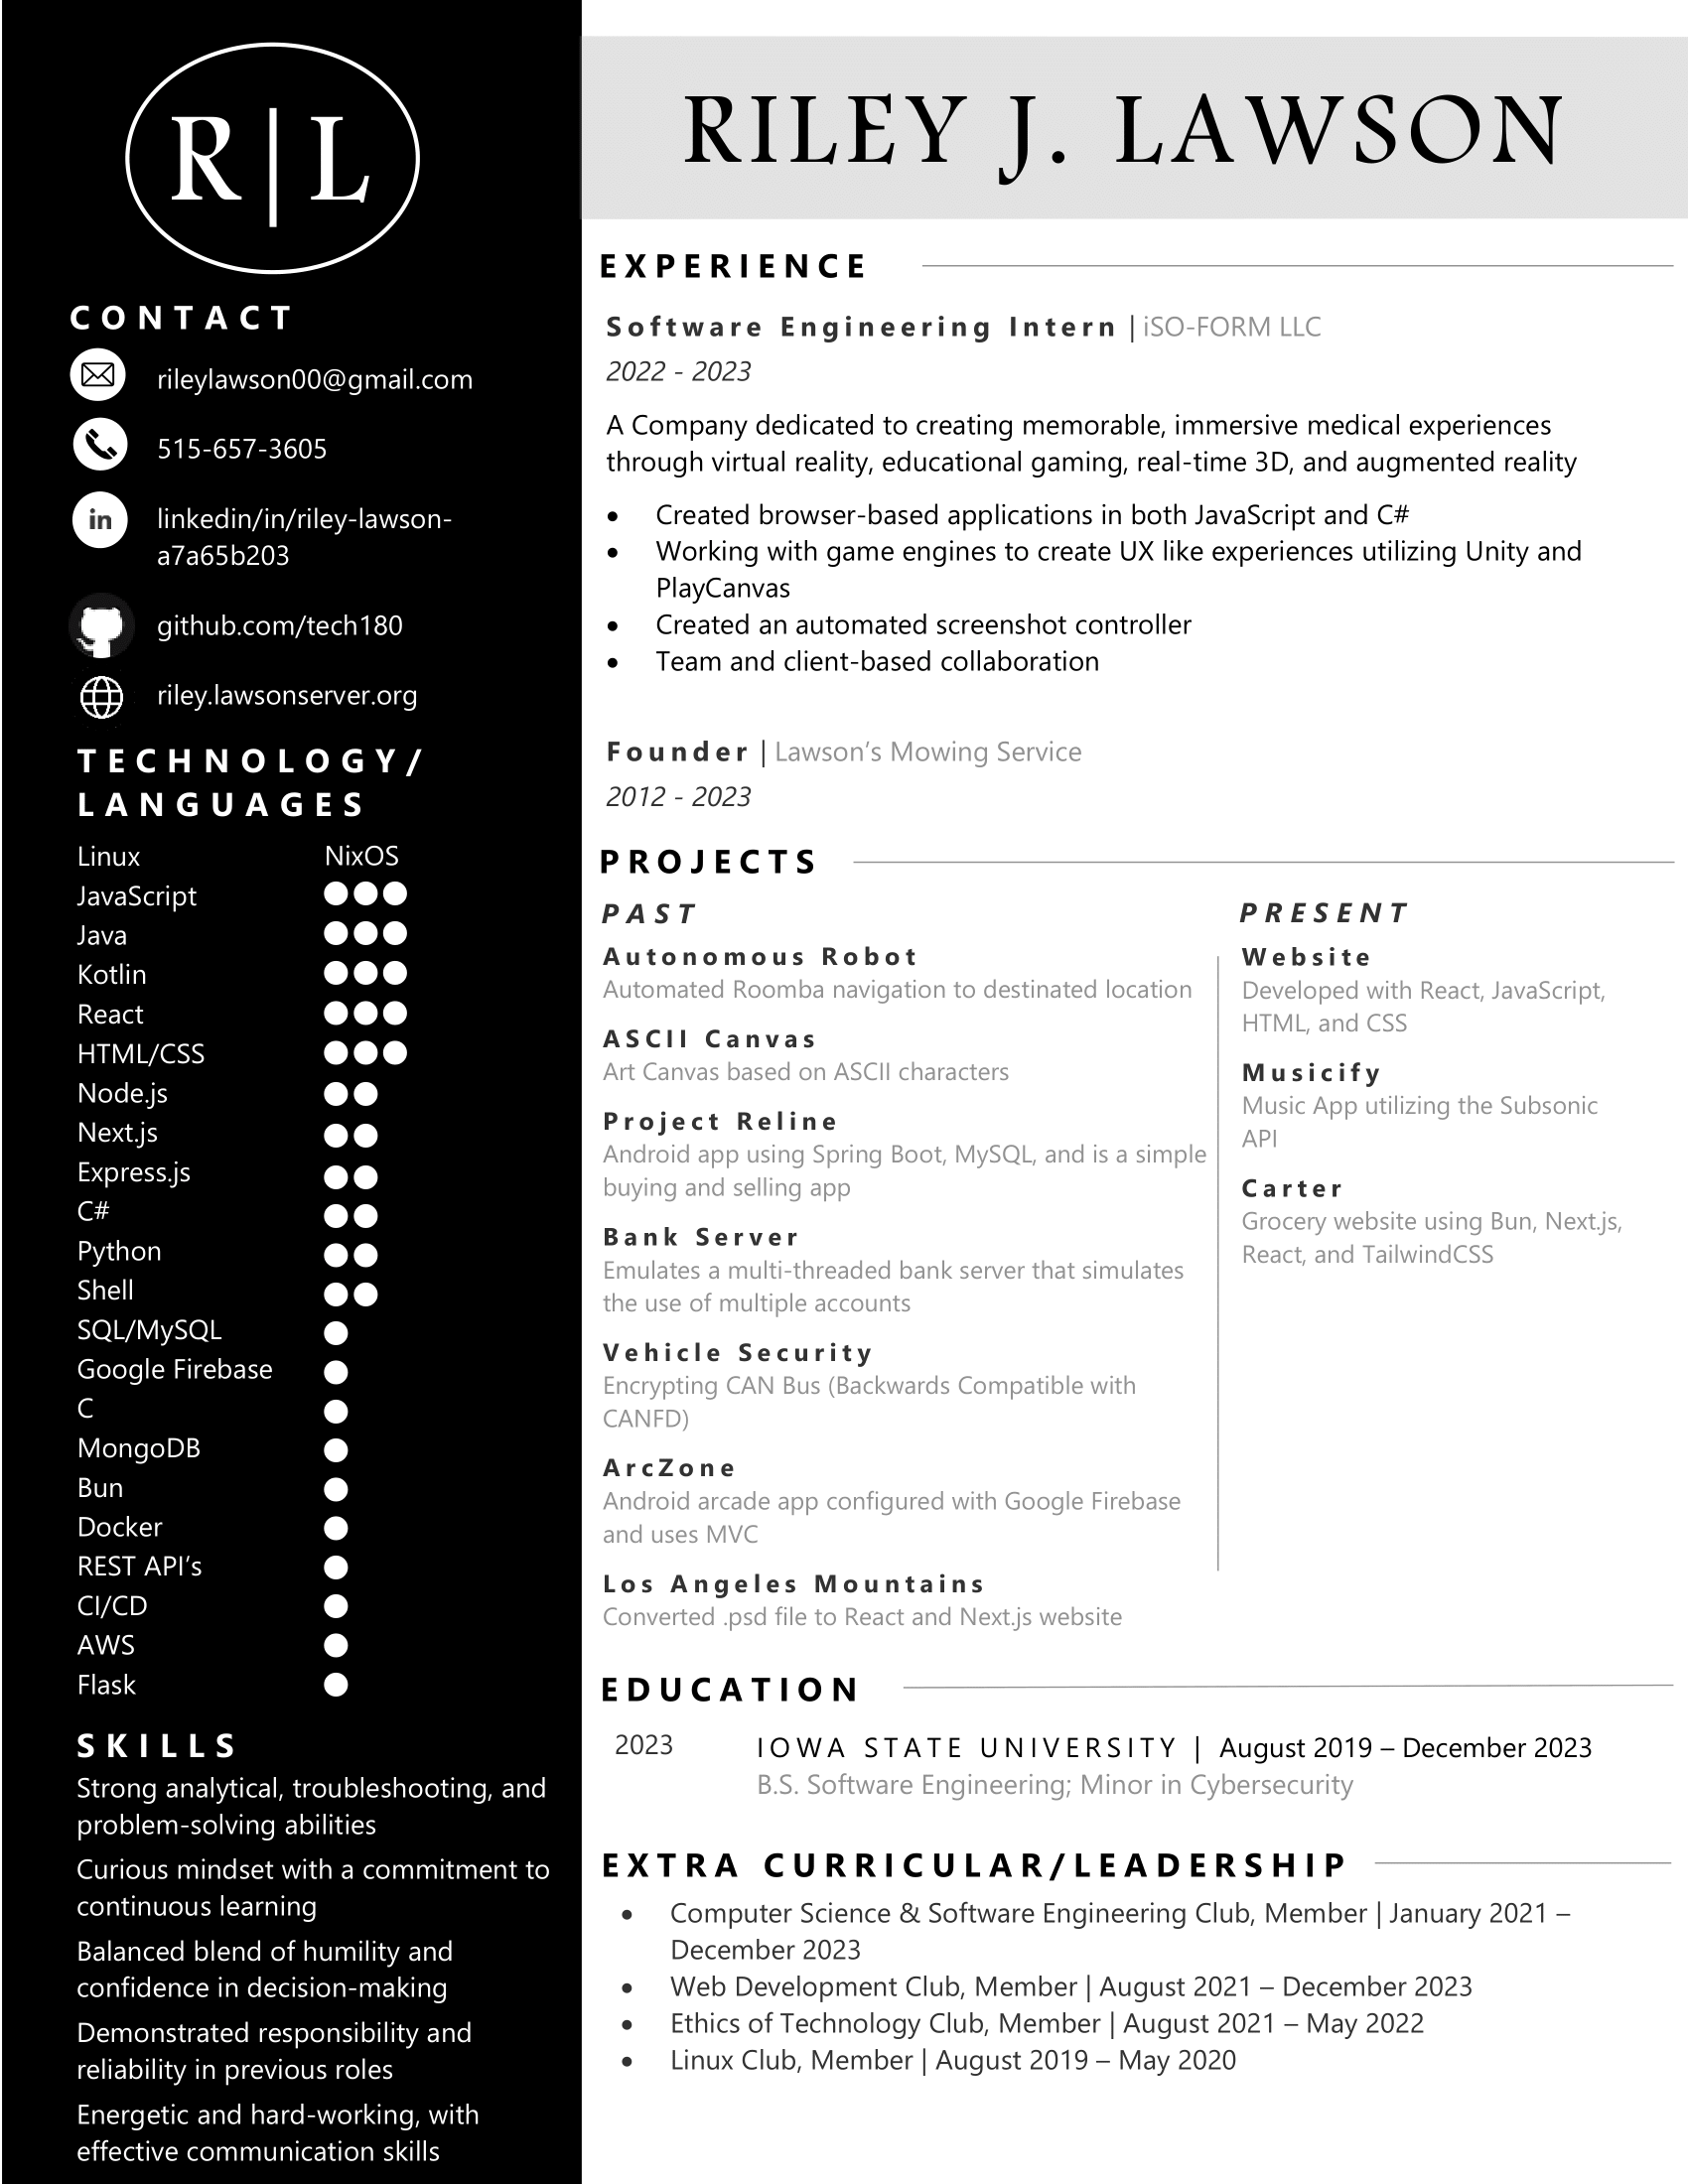 R|L
CONTACT
rileylawson00@gmail.com
515-657-3605
in
linkedin/in/riley-lawson-
a7a65b203
github.com/tech180
riley.lawsonserver.org
TECHNOLOGY/
LANGUAGES
Linux NixOS
JavaScript
Java
Kotlin
React
HTML/CSS
Node.js
Next.js
Express.js
C#
Python
Shell
SQL/MySQL
Google Firebase
C
MongoDB
Bun
Docker
REST API’s
CI/CD
AWS
Flask
SKILLS
Strong analytical, troubleshooting, and
problem-solving abilities
Curious mindset with a commitment to
continuous learning
Balanced blend of humility and
confidence in decision-making
Demonstrated responsibility and
reliability in previous roles
Energetic and hard-working, with
effective communication skills
RILEY J. LAWSON
EXPERIENCE
Software Engineering Intern | iSO-FORM LLC
2022 - 2023
A Company dedicated to creating memorable, immersive medical experiences
through virtual reality, educational gaming, real-time 3D, and augmented reality
• Created browser-based applications in both JavaScript and C#
• Working with game engines to create UX like experiences utilizing Unity and
PlayCanvas
• Created an automated screenshot controller
• Team and client-based collaboration
Founder | Lawson’s Mowing Service
2012 - 2023
PROJECTS
PAST
Autonomous Robot
Automated Roomba navigation to destinated location
ASCII Canvas
Art Canvas based on ASCII characters
Project Reline
Android app using Spring Boot, MySQL, and is a simple
buying and selling app
Bank Server
Emulates a multi-threaded bank server that simulates
the use of multiple accounts
Vehicle Security
Encrypting CAN Bus (Backwards Compatible with
CANFD)
ArcZone
Android arcade app configured with Google Firebase
and uses MVC
Los Angeles Mountains
Converted .psd file to React and Next.js website
PRESENT
Website
Developed with React, JavaScript,
HTML, and CSS
Musicify
Music App utilizing the Subsonic
API
Carter
Grocery website using Bun, Next.js,
React, and TailwindCSS
EDUCATION
2023 IOWA STATE UNIVERSITY | August 2019 – December 2023
B.S. Software Engineering; Minor in Cybersecurity
EXTRA CURRICULAR/LEADERSHIP
• Computer Science & Software Engineering Club, Member | January 2021 –
December 2023
• Web Development Club, Member | August 2021 – December 2023
• Ethics of Technology Club, Member | August 2021 – May 2022
• Linux Club, Member | August 2019 – May 2020